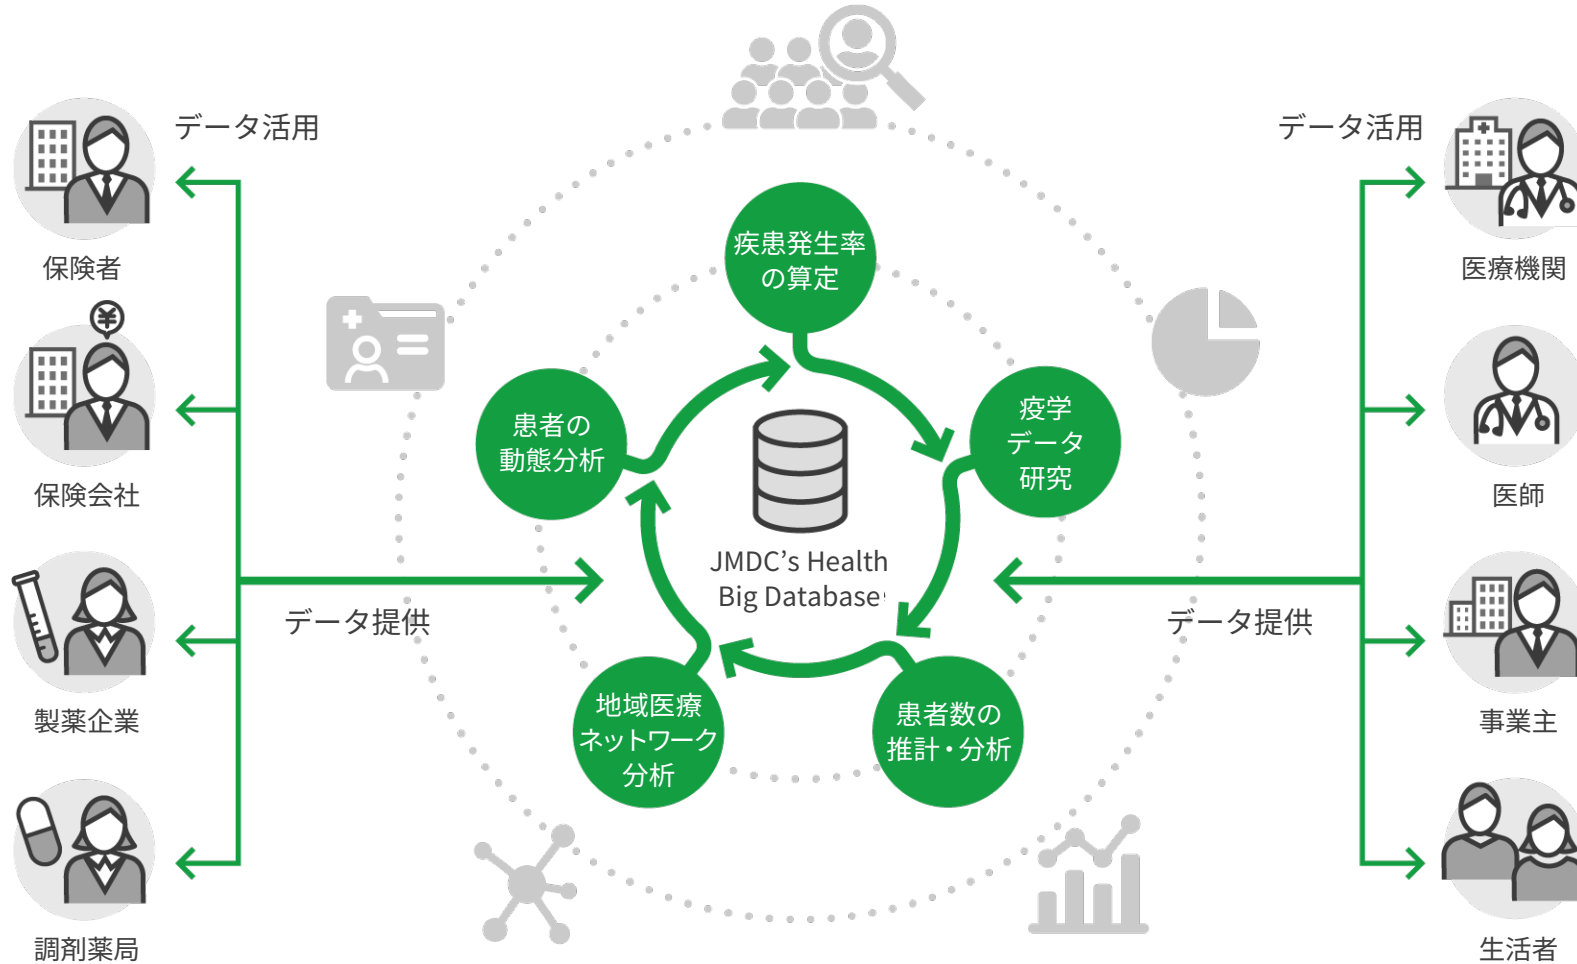 データ活用
保険者
¥
保険会社
製薬企業
調剤薬局
データ提供
疾患発生率
の算定
患者の
動態分析
疫学
データ
研究
JMDC’s Health
Big Database
地域医療
ネットワーク
分析
患者数の
推計・分析
データ活用
医療機関
医師
データ提供
事業主
生活者